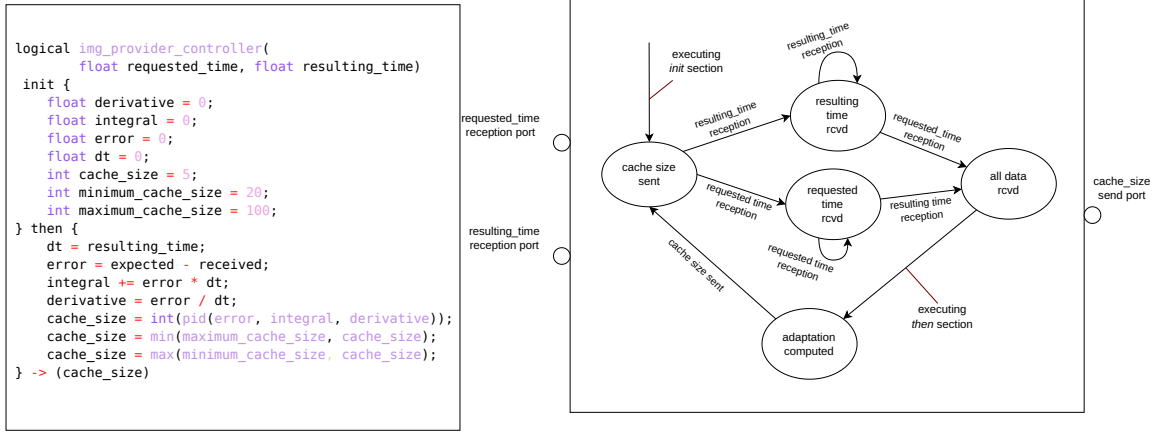 logical img_provider_controller(
float requested_time, float resulting_time)
init {
float derivative = 0;
float integral = 0;
float error = 0;
float dt = 0;
int cache_size = 5;
int minimum_cache_size = 20;
int maximum_cache_size = 100;
} then {
dt = resulting_time;
error = expected - received;
integral += error * dt;
derivative = error / dt;
cache_size = int(pid(error, integral, derivative));
cache_size = min(maximum_cache_size, cache_size);
cache_size = max(minimum_cache_size, cache_size);
} -> (cache_size)
requested_time
reception port
resulting_time
reception port
executing
init section
resulting_time
reception
resulting_time
reception
resulting
time
rcvd
requested_time
reception
cache size
sent
requested time
reception
requested
time
rcvd
resulting time
reception
all data
rcvd
requested time
reception
cache size sent
executing
then section
adaptation
computed
cache_size
send port